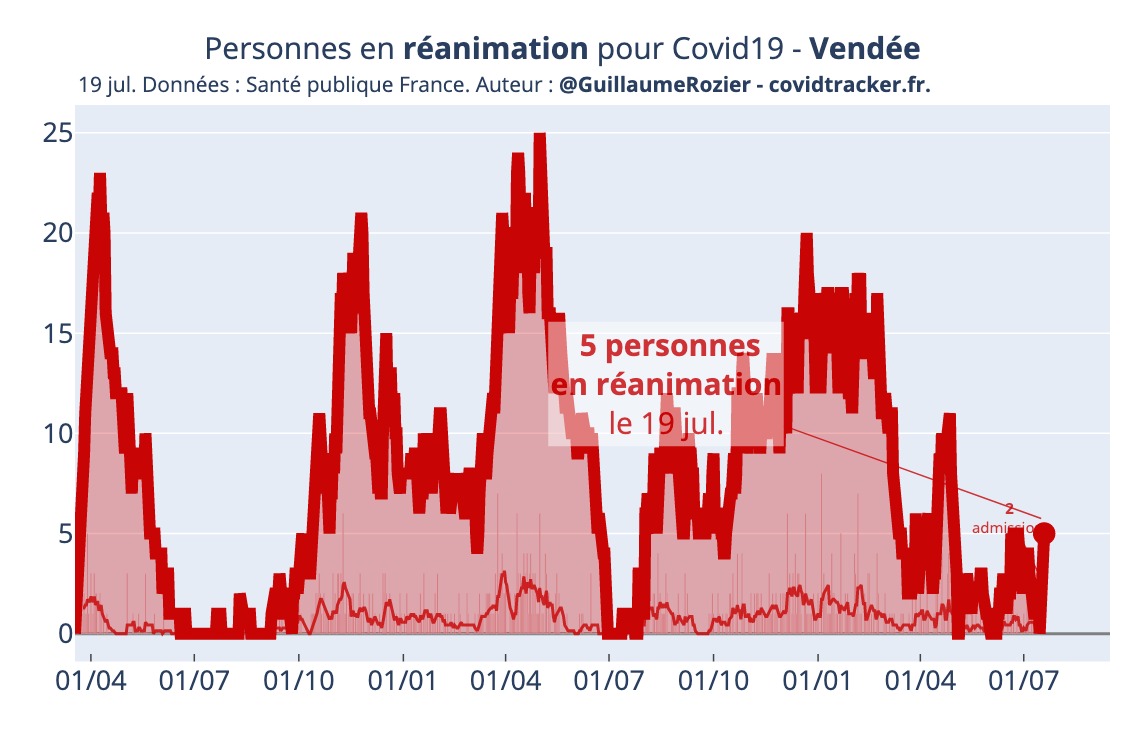 Personnes en réanimation pour Covid19 - Vendée
19 jul. Données : Santé publique France. Auteur : @GuillaumeRozier - covidtracker.fr.
25
20
15
10
5
0
5 personnes
en réanimation
le 19 jul.
2
admissio
01/04 01/07 01/10 01/01 01/04 01/07 01/10 01/01 01/04 01/07